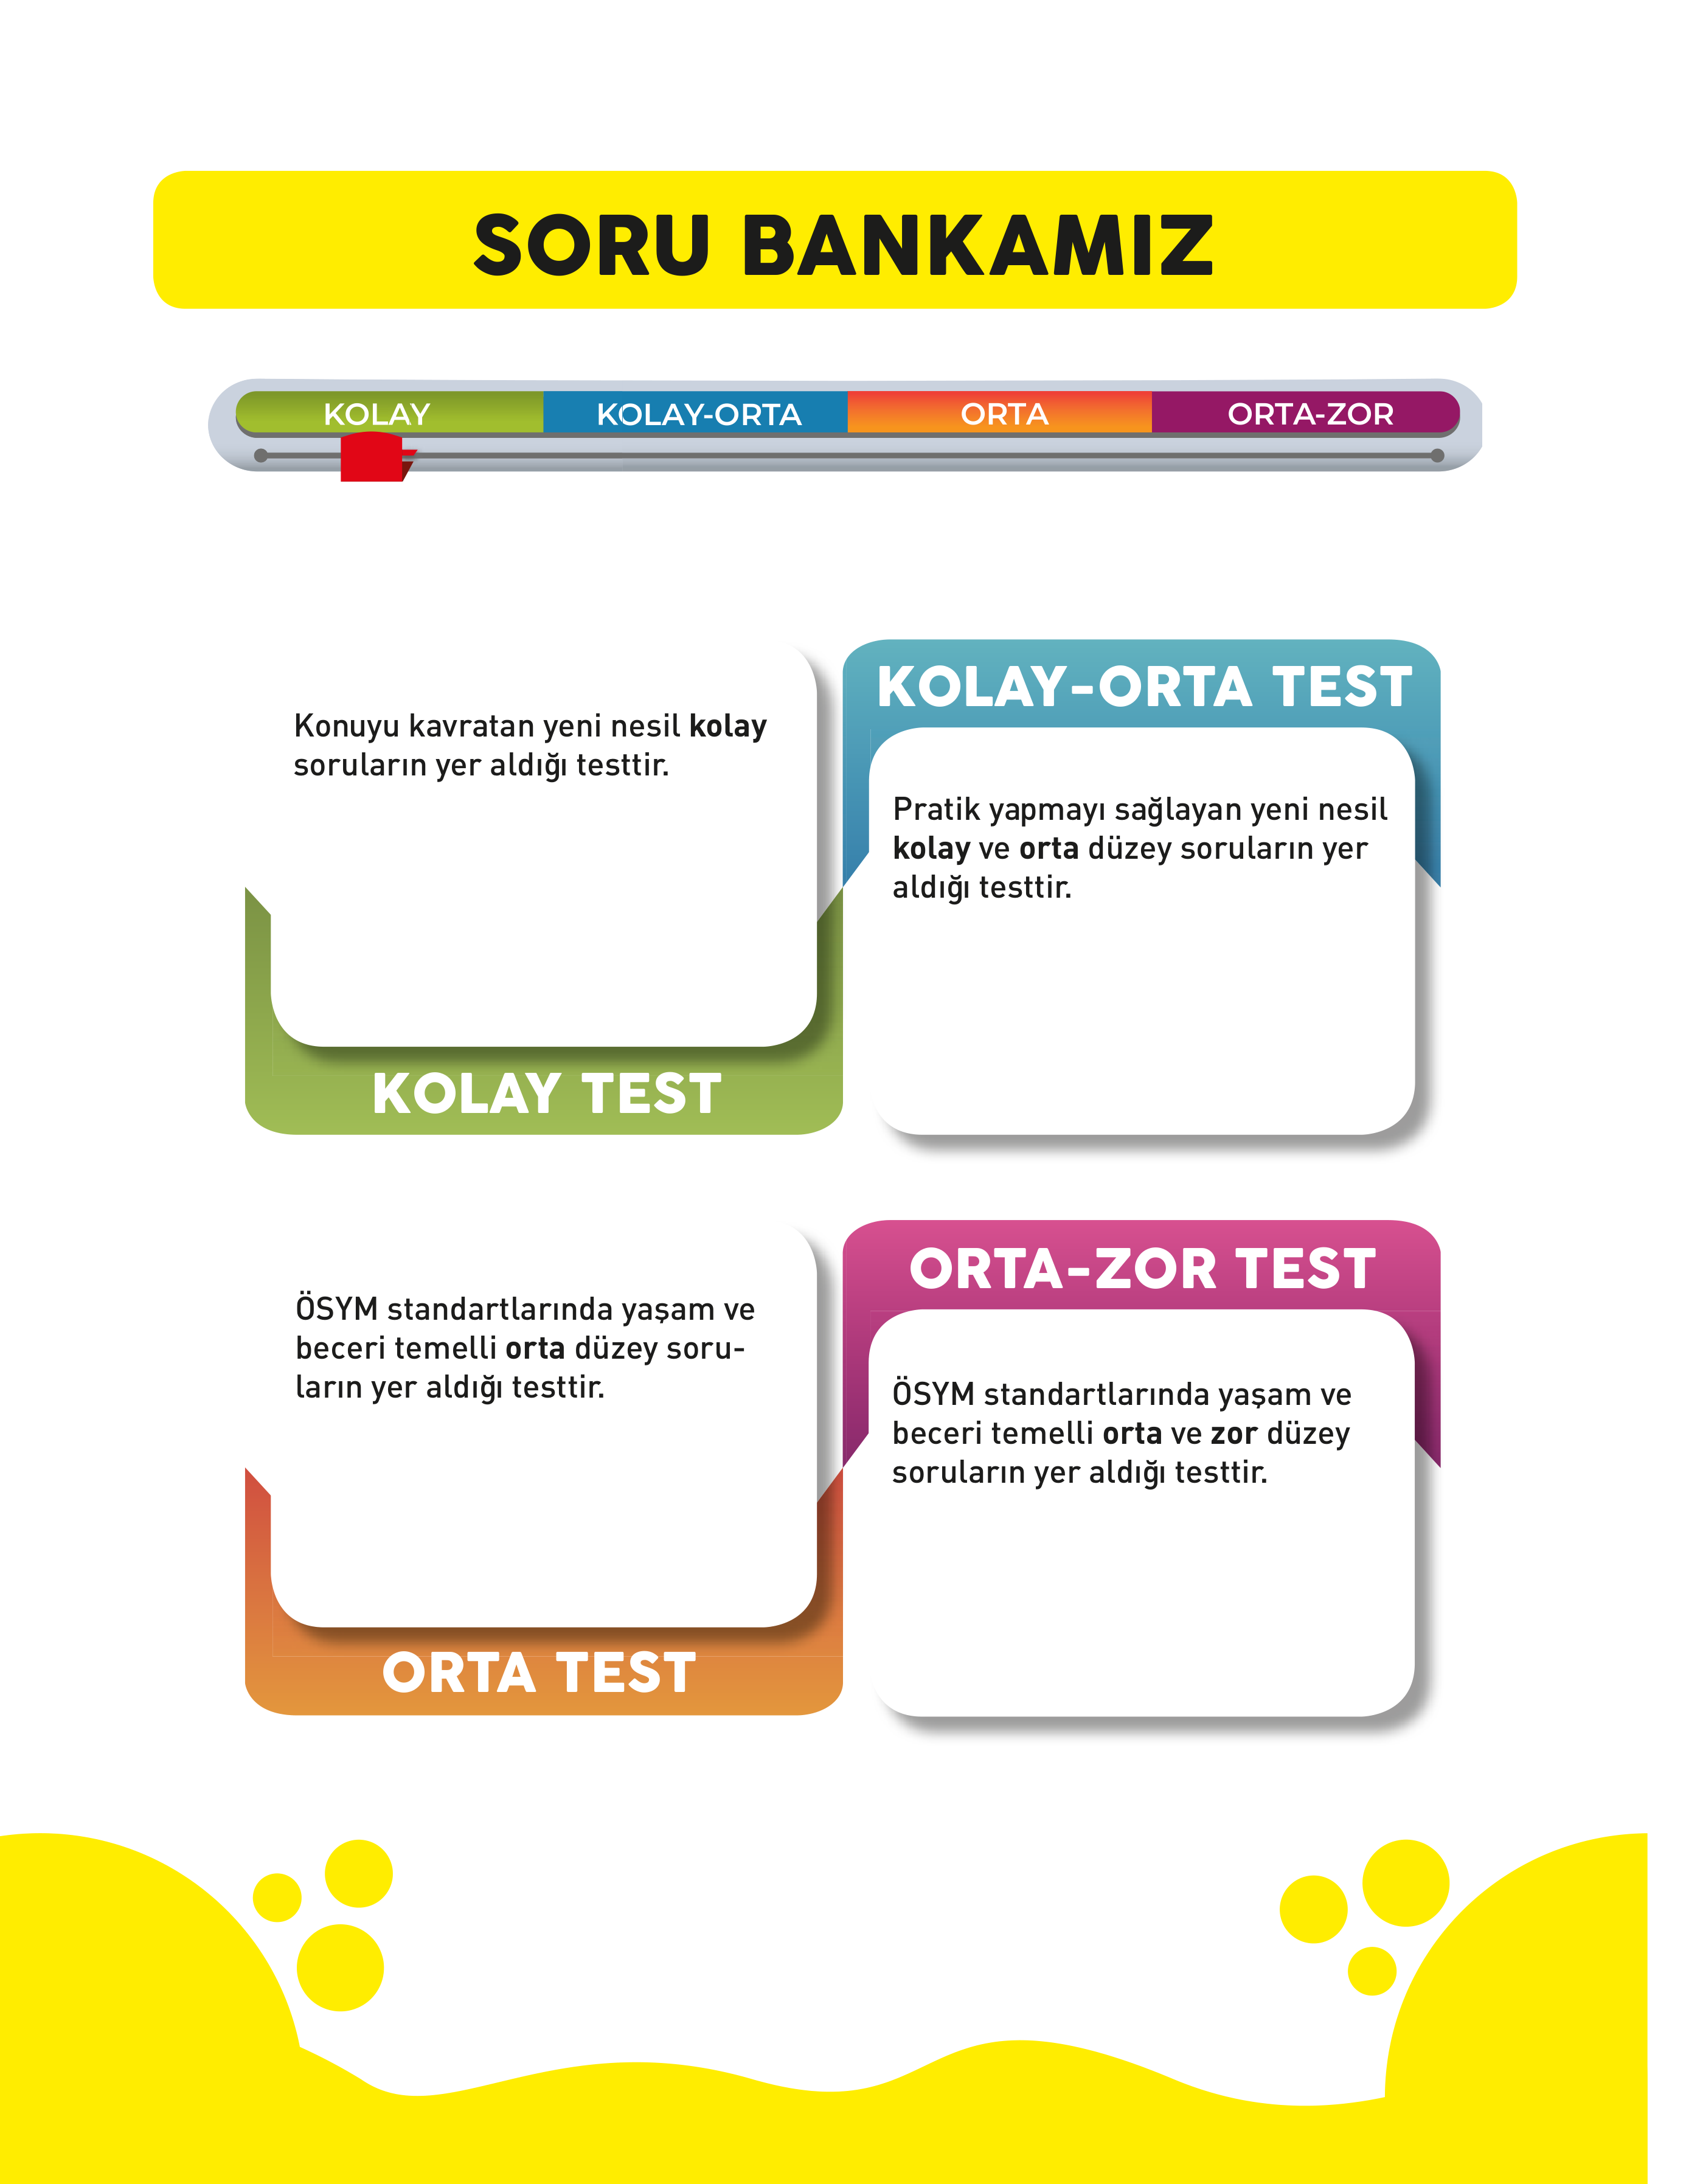 SORU BANKAMIZ
KOLAY
KOLAY-ORTA
ORTA
ORTA-ZOR
Konuyu kavratan yeni nesil kolay
soruların yer aldığı testtir.
KOLAY TEST
KOLAY-ORTA TEST
Pratik yapmayı sağlayan yeni nesil
kolay ve orta düzey soruların yer
aldığı testtir.
ÖSYM standartlarında yaşam ve
beceri temelli orta düzey soru-
ların yer aldığı testtir.
ORTA TEST
ORTA-ZOR TEST
ÖSYM standartlarında yaşam ve
beceri temelli orta ve zor düzey
soruların yer aldığı testtir.